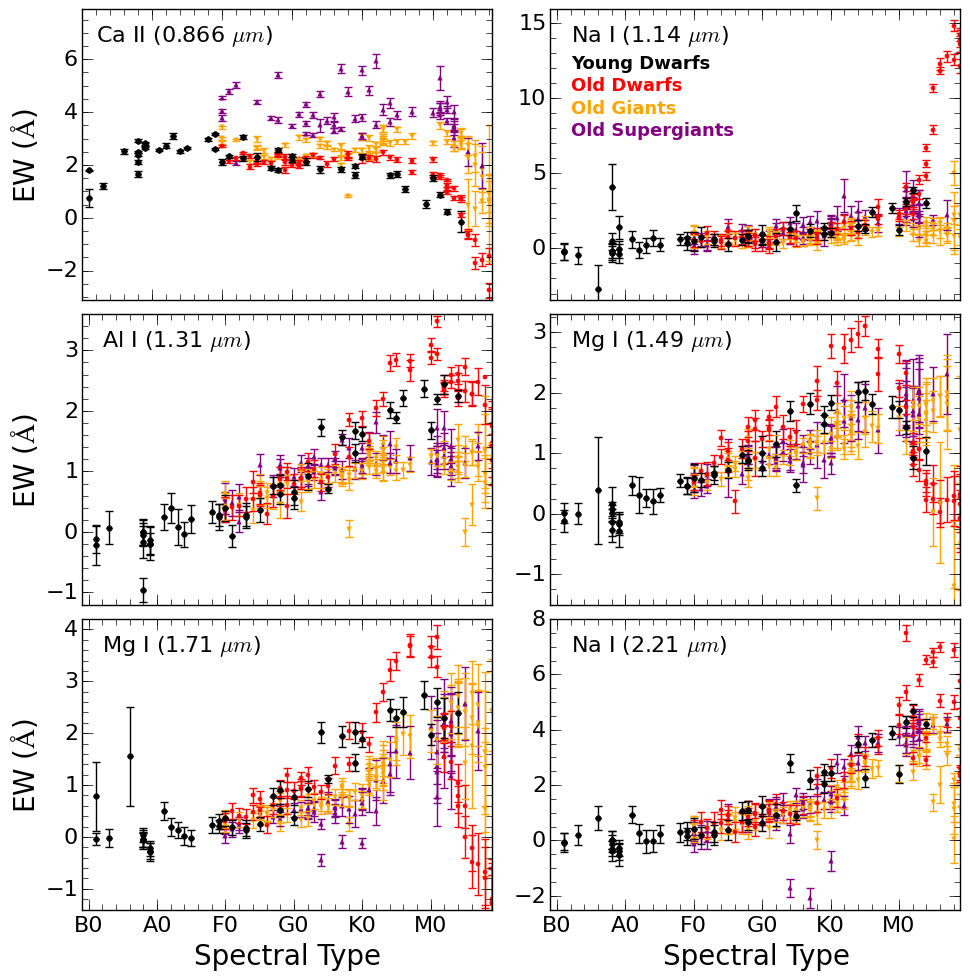 Ca II (0.866 μm)
6
4
2
0
−2
EW (Å)
Na I (1.14 μm)
Young Dwarfs
Old Dwarfs
Old Giants
Old Supergiants
15
10
5
0
Al I (1.31 μm)
3
2
1
0
−1
EW (Å)
Mg I (1.49 μm)
3
2
1
0
−1
Mg I (1.71 μm)
4
3
2
1
0
−1
EW (Å)
B0 A0 F0 G0 K0 M0
Spectral Type
Na I (2.21 μm)
8
6
4
2
0
−2
B0 A0 F0 G0 K0 M0
Spectral Type